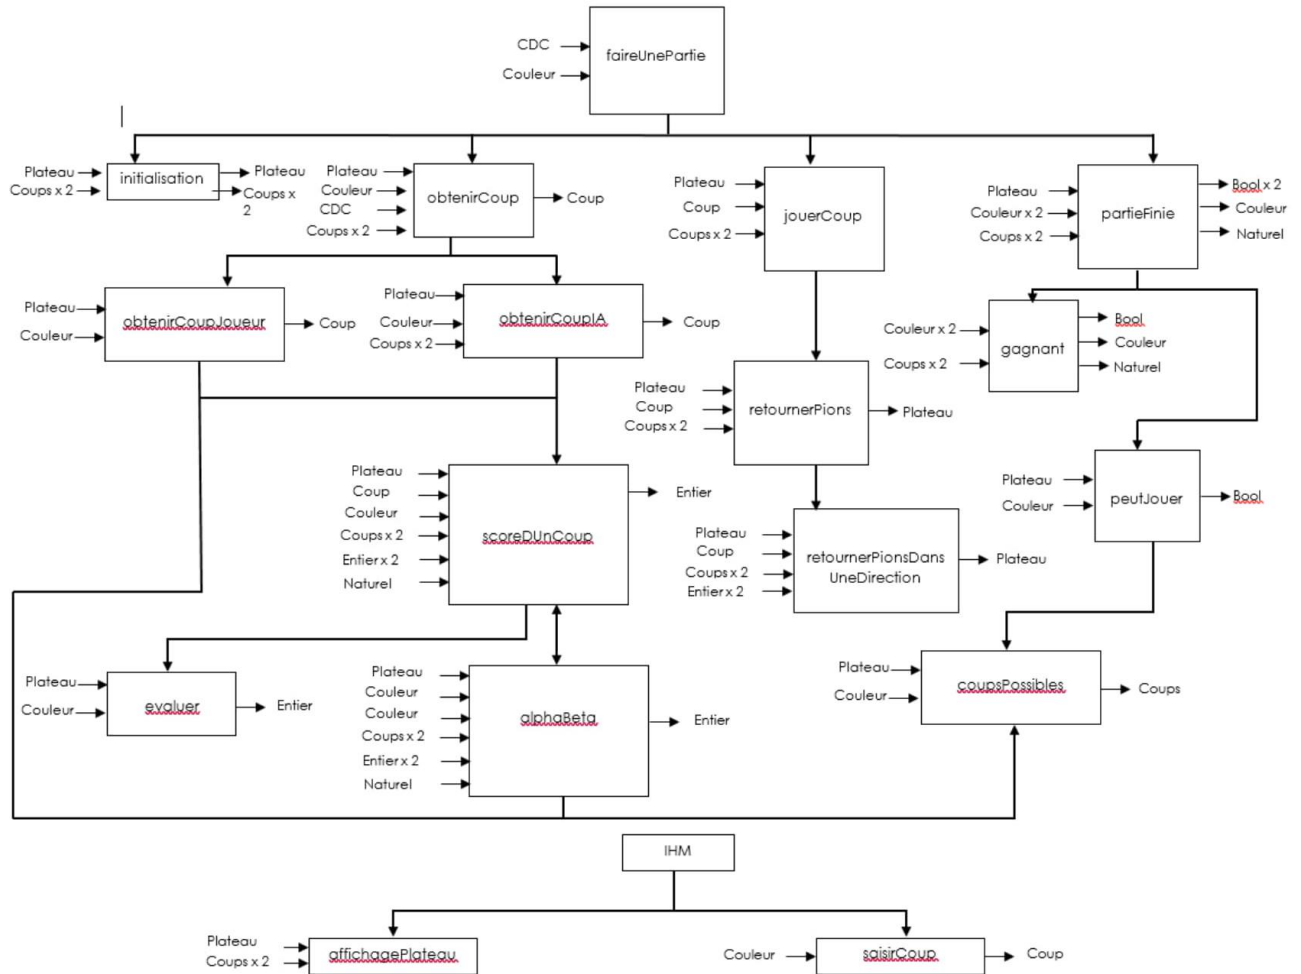 CDC
faireUnePartie
Couleur
Plateau
Coups x 2
initialisation
Plateau
Coups x
2
Plateau
Couleur
CDC
Coups x 2
obtenirCoup
Coup
Plateau
Coup
Coups x 2
jouerCoup
Plateau
Couleur x 2
Coups x 2
partieFinie
Bool x 2
Couleur
Naturel
Plateau
Couleur
obtenirCoupJoueur
Coup
Plateau
Couleur
Coups x 2
obtenirCoupIA
Coup
Couleur x 2
Coups x 2
gagnant
Bool
Couleur
Naturel
Plateau
Coup
Coups x 2
retournerPions
Plateau
Plateau
Coup
Couleur
Coups x 2
Entier x 2
Naturel
scoreDUnCoup
Entier
Plateau
Couleur
peutJouer
Bool
Plateau
Coup
Coups x 2
Entier x 2
retournerPionsDans
UneDirection
Plateau
Plateau
Couleur
evaluer
Entier
Plateau
Couleur
Couleur
Coups x 2
Entier x 2
Naturel
alphaBeta
Entier
Plateau
Couleur
coupsPossibles
Coups
IHM
Plateau
Coups x 2
affichagePlateau
Couleur
saisirCoup
Coup